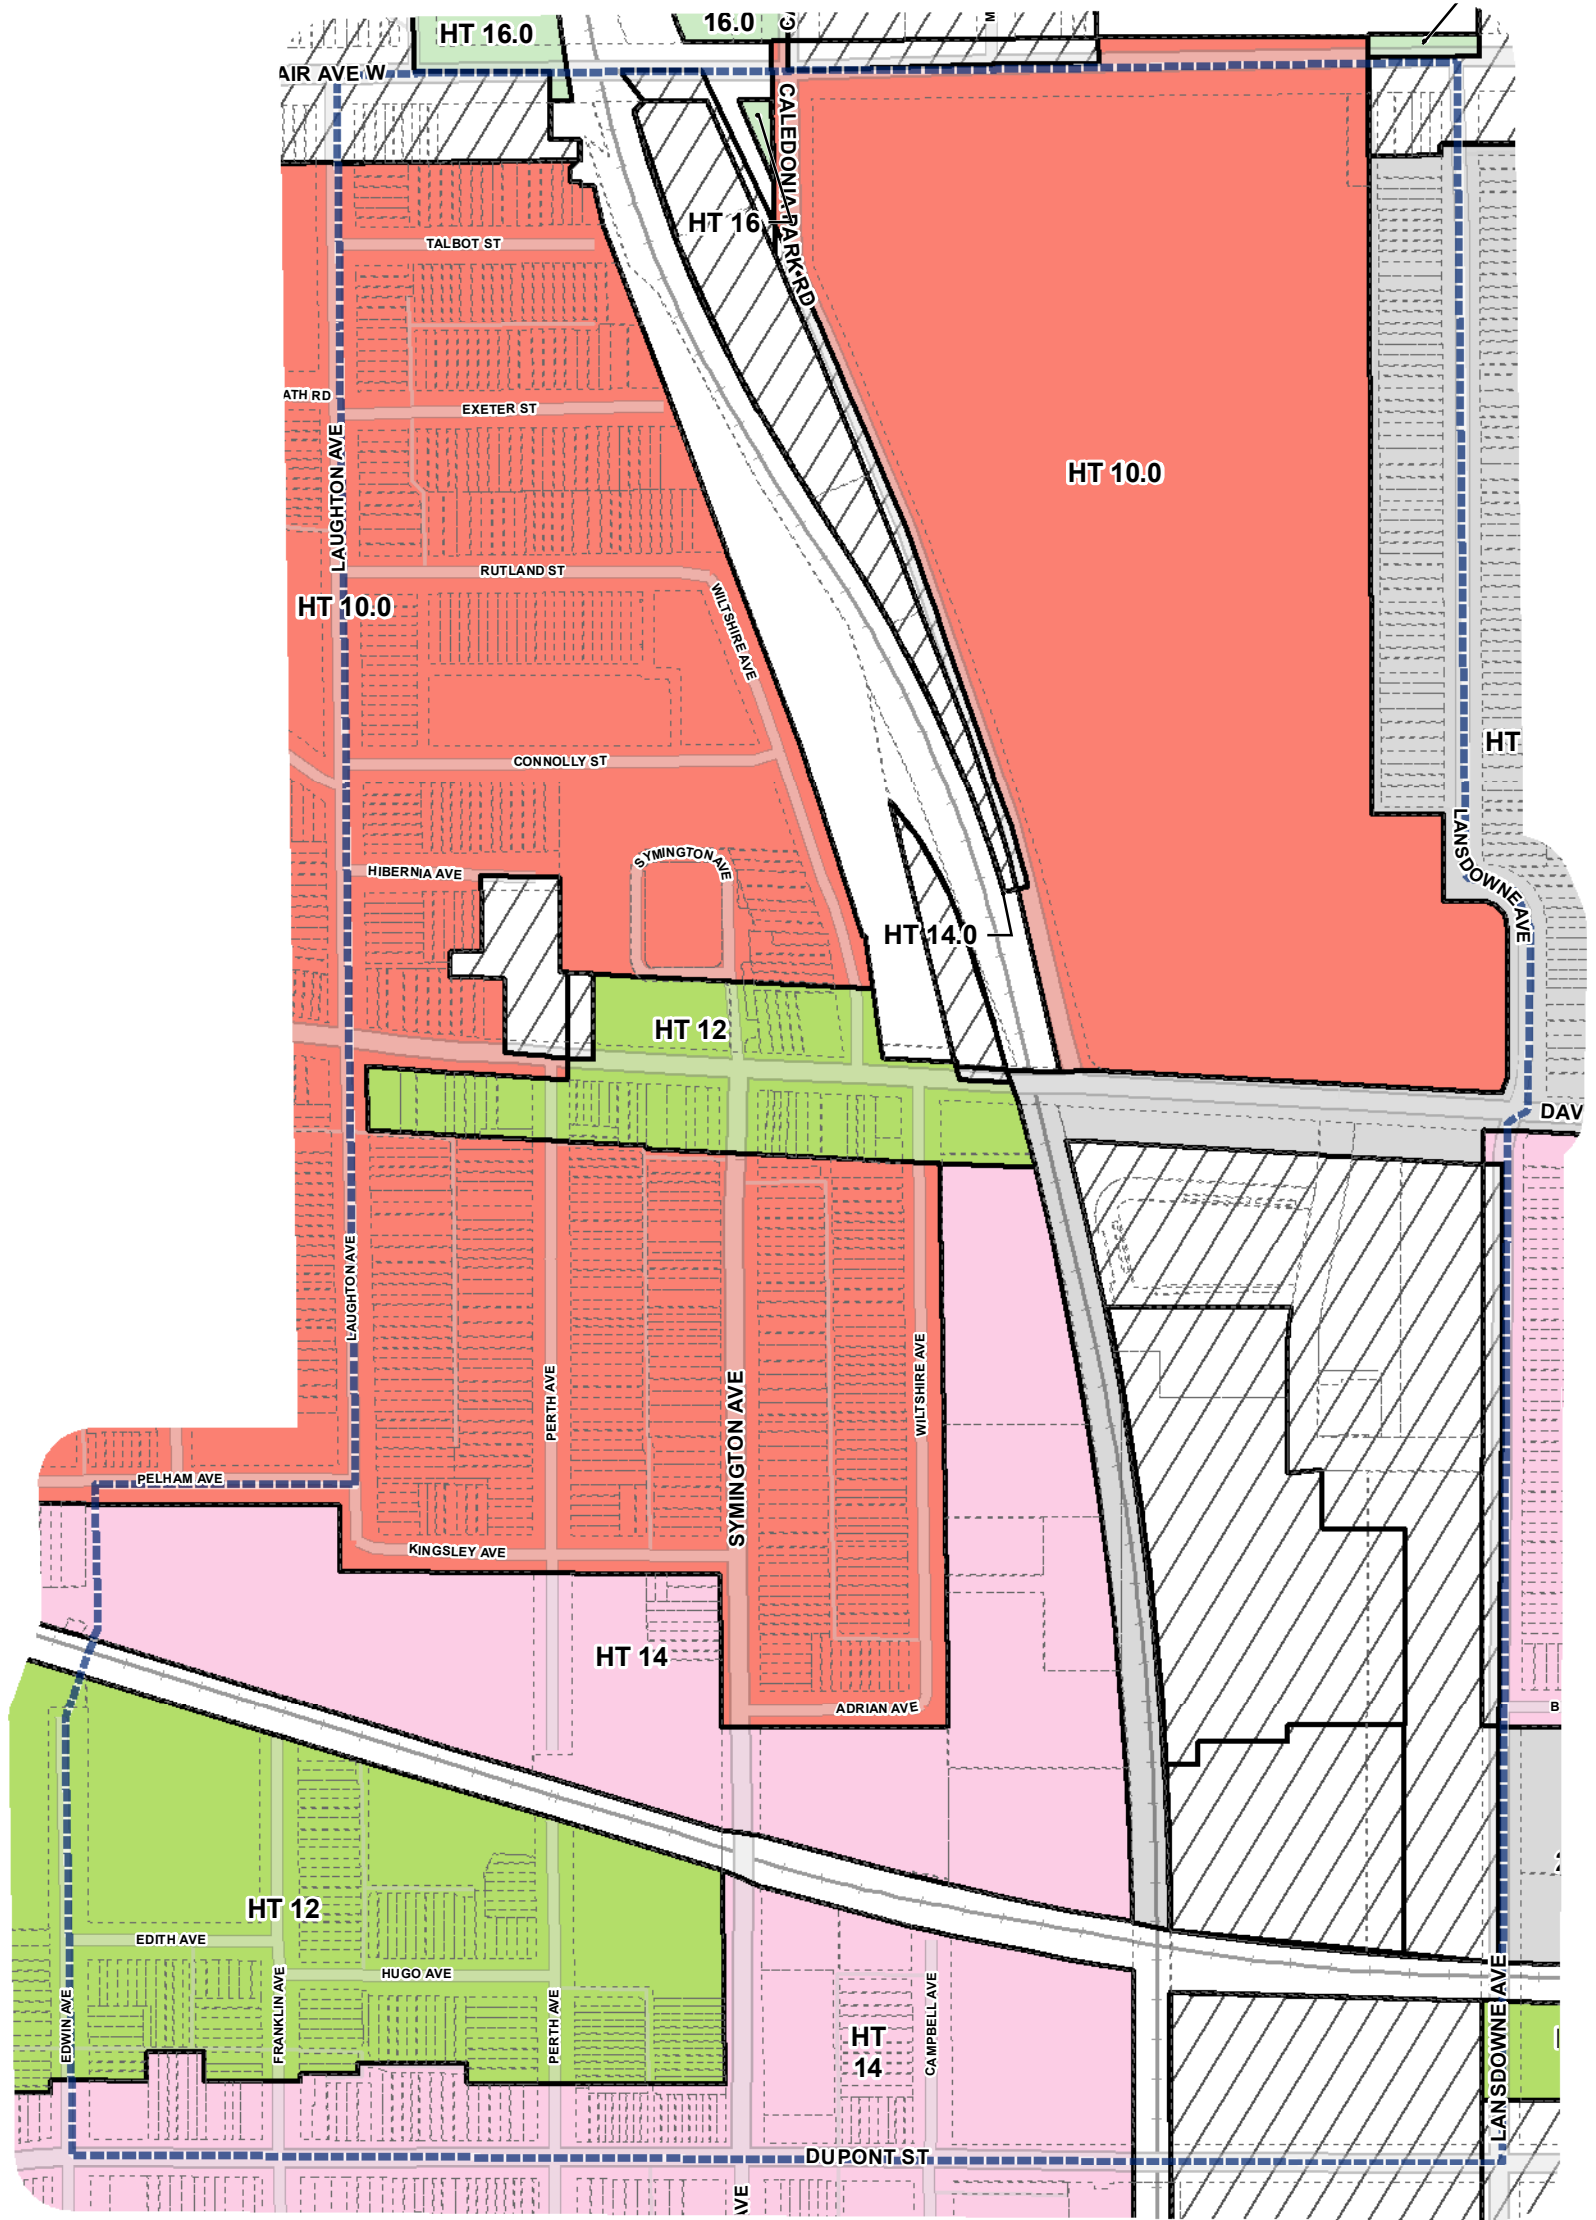 HT 16.0
16.0
C
M
AIR AVE W
CALEDONIA PARK RD
HT 16
TALBOT ST
ATH RD
EXETER ST
LAUGHTON AVE
HT 10.0
RUTLAND ST
WILTSHIRE AVE
HT 10.0
HT
CONNOLLY ST
LANSDOWNE AVE
SYMINGTON AVE
HIBERNIA AVE
HT 14.0
HT 12
DAV
LAUGHTON AVE
PERTH AVE
SYMINGTON AVE
WILTSHIRE AVE
PELHAM AVE
KINGSLEY AVE
HT 14
ADRIAN AVE
B
HT 12
EDITH AVE
HUGO AVE
EDWIN AVE
FRANKLIN AVE
PERTH AVE
CAMPBELL AVE
HT
14
LANSDOWNE AVE
DUPONT ST
AVE